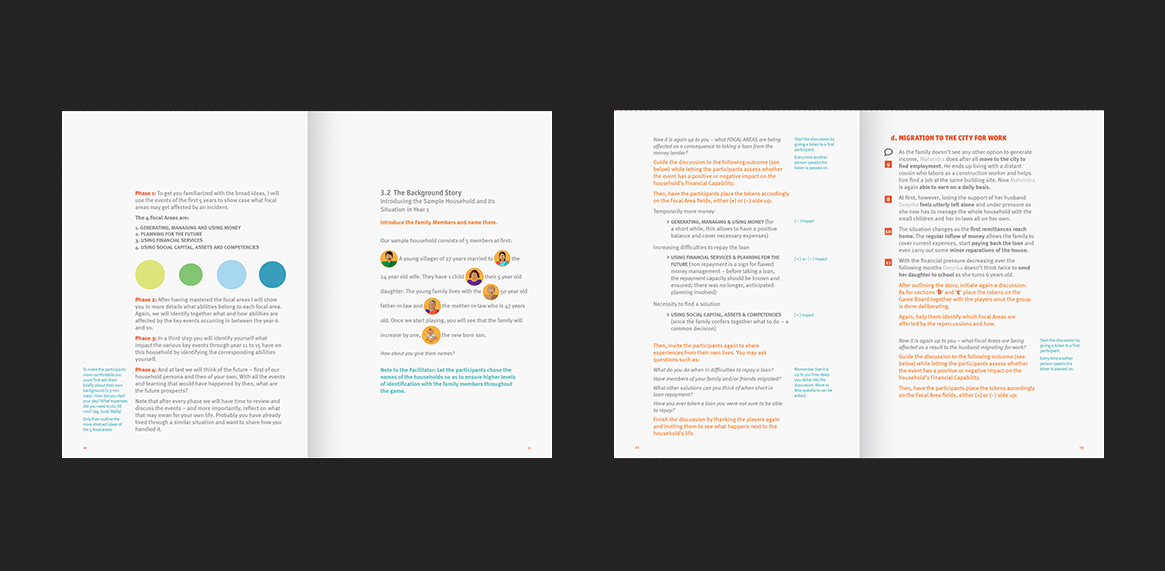 Phase 1: To get you familiarized with the broad ideas, I will
use the events of the first 5 years to show case what focal
areas may get affected by an incident.
The 4 Focal Areas are:
1. GENERATING, MANAGING AND USING MONEY
2. PLANNING FOR THE FUTURE
3. USING FINANCIAL SERVICES
4. USING SOCIAL CAPITAL, ASSETS AND COMPETENCIES
Phase 2: After having mastered the focal areas I will show
you in more details what abilities belong to each focal area.
Again, we will identify together what and how abilities are
affected by the key events occurring in between the year 6
and 10.
Phase 3: In a third step you will identify yourself what
impact the various key events through year 11 to 15 have on
this household by identifying the corresponding abilities
yourself.
Phase 4: And at last we will think of the future – first of our
household persona and then of your own. With all the events
and learning that would have happened by then, what are
the future prospects?
Note that after every phase we will have time to review and
discuss the events – and more importantly, reflect on what
that may mean for your own life. Probably you have already
lived through a similar situation and want to share how you
handled it.
To make the participants
more comfortable you
could first ask them
briefly about their own
background (2-5 min
max). How did you start
your day? What expenses
did you need to do, till
now? (eg. Tuks/ Rella)
Only then outline the
more abstract ideas of
the 4 focal areas.
3.2 The Background Story
Introducing the Sample Household and its
Situation in Year 1
Introduce the Family Members and name them.
Our sample household consists of 5 members at first:
A young villager of 27 years married to the
24 year old wife. They have 1 child their 5 year old
daughter. The young family lives with the 50 year old
father-in-law and the mother-in-law who is 47 years
old. Once we start playing, you will see that the family will
increase by one, the new born son.
How about you give them names?
Note to the Facilitator: Let the participants chose the
names of the households so as to ensure higher levels
of identification with the family members throughout
the game.
Now it is again up to you – what FOCAL AREAS are being
affected as a consequence to taking a loan from the
money lender?
Guide the discussion to the following outcome (see
below) while letting the participants assess whether
the event has a positive or negative impact on the
household's Financial Capability.
Then, have the participants place the tokens accordingly
on the Focal Area fields, either (+) or (–) side up:
Temporarily more money
> GENERATING, MANAGING & USING MONEY (for
a short while, this allows to have a positive
balance and cover necessary expenses)
Increasing difficulties to repay the loan
> USING FINANCIAL SERVICES & PLANNING FOR THE
FUTURE (non repayment is a sign for flawed
money management – before taking a loan,
the repayment capacity should be known and
ensured; there was no longer, anticipated
planning involved)
Necessity to find a solution
> USING SOCIAL CAPITAL, ASSETS & COMPETENCIES
(since the family confers together what to do – a
common decision)
Then, invite the participants again to share
experiences from their own lives. You may ask
questions such as:
What do you do when in difficulties to repay a loan?
Have members of your family and/or friends migrated?
What other solutions can you think of when short in
loan repayment?
Have you ever taken a loan you were not sure to be able
to repay?
Finish the discussion by thanking the players again
and inviting them to see what happens next to the
household's life.
Start the discussion by
giving a token to a first
participant.
Every time another
person speaks the
token is passed on.
Remember that it is
up to you how deep
you delve into the
discussion. More or
less questions can be
asked.
d. MIGRATION TO THE CITY FOR WORK
As the family doesn't see any other option to generate
income, Mahendra does after all move to the city to
find employment. He ends up living with a distant
cousin who labors as a construction worker and helps
him find a job at the same building site. Now Mahendra
is again able to earn on a daily basis.
At first, however, losing the support of her husband
Deepika feels utterly left alone and under pressure as
she now has to manage the whole household with the
small children and her in-laws all on her own.
10
The situation changes as the first remittances reach
home. The regular inflow of money allows the family to
cover current expenses, start paying back the loan and
even carry out some minor reparations of the house.
11
With the financial pressure decreasing over the
following months Deepika doesn't think twice to send
her daughter to school as she turns 6 years old.
After outlining the story, initiate again a discussion.
As for sections 'b' and 'c' place the tokens on the
Game Board together with the players once the group
is done deliberating.
Again, help them identify which Focal Areas are
affected by the repercussions and how.
Now it is again up to you – what Focal Areas are being
affected as a result to the husband migrating for work?
Guide the discussion to the following outcome (see
below) while letting the participants assess whether
the event has a positive or negative impact on the
household's Financial Capability.
Then, have the participants place the tokens accordingly
on the Focal Area fields, either (+) or (–) side up:
Start the discussion by
giving a token to a first
participant.
Every time another
person speaks the
token is passed on.